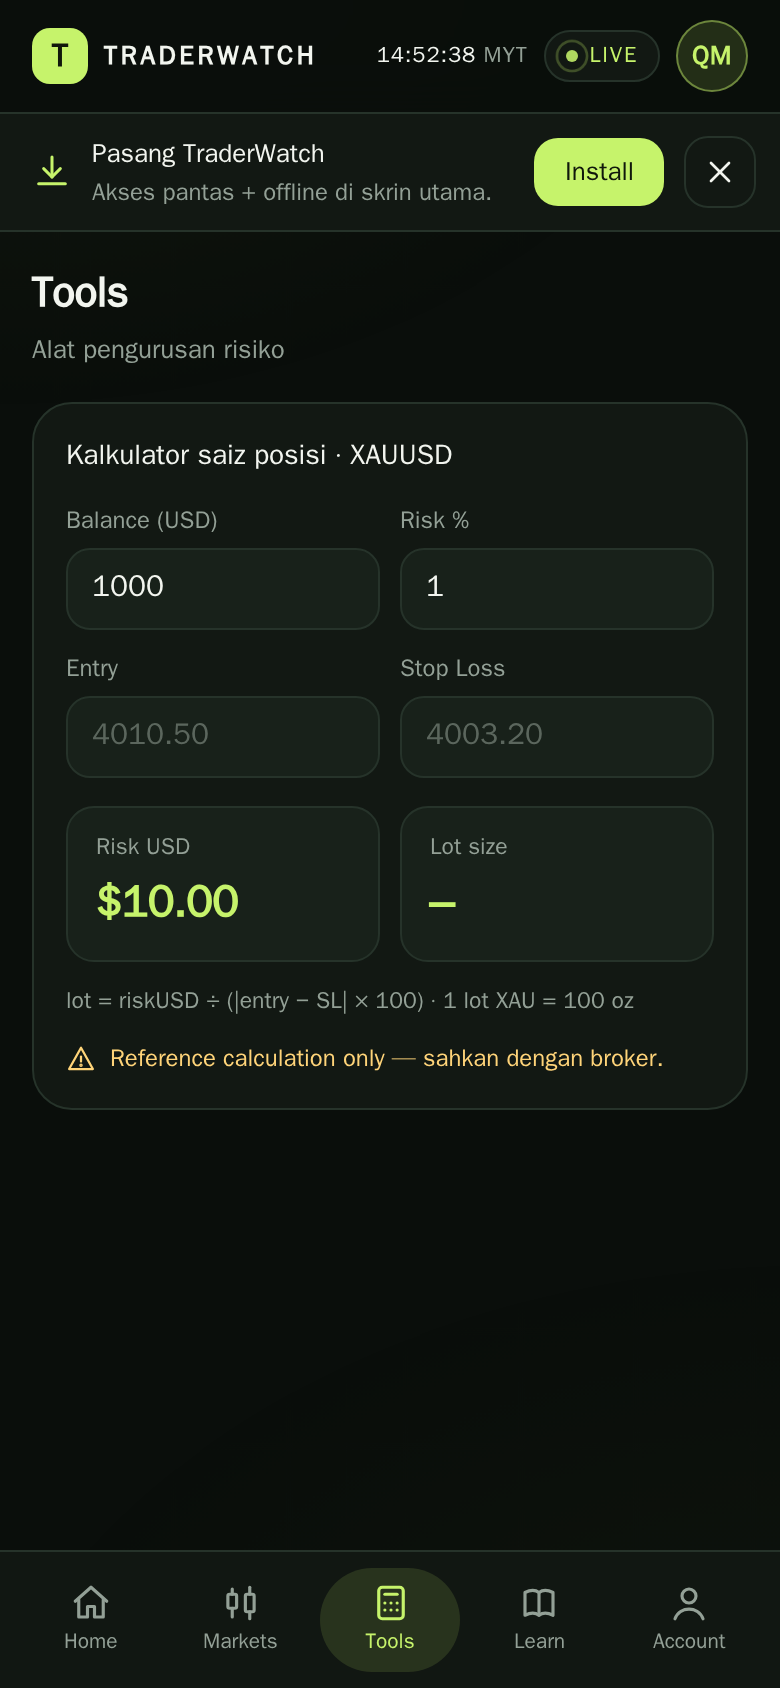 T TRADERWATCH 14:52:38 MYT LIVE QM
Pasang TraderWatch
Akses pantas + offline di skrin utama.
Install
Tools
Alat pengurusan risiko
Kalkulator saiz posisi · XAUUSD
Balance (USD) Risk %
1000 1
Entry Stop Loss
4010.50 4003.20
Risk USD Lot size
$10.00 –
lot = riskUSD ÷ (|entry − SL| × 100) · 1 lot XAU = 100 oz
Reference calculation only — sahkan dengan broker.
Home Markets Tools Learn Account